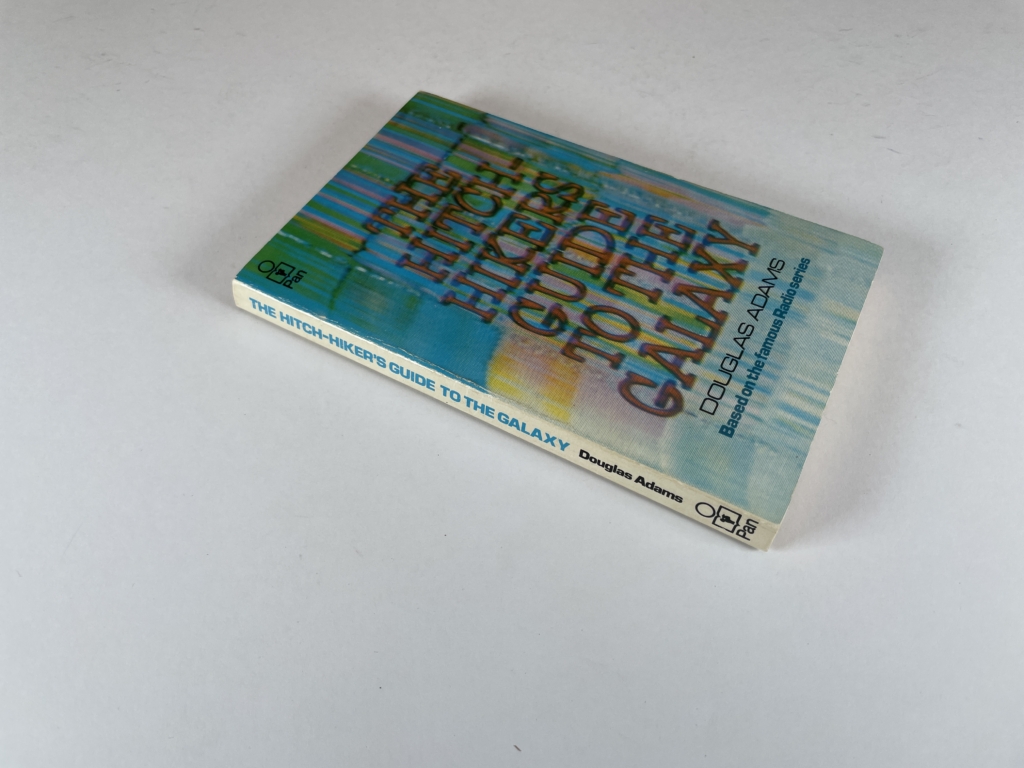 Pan
THE
HITCH
HIKER'S
GUIDE
TO THE
GALAXY
DOUGLAS ADAMS
Based on the famous Radio series
THE HITCH-HIKER'S GUIDE TO THE GALAXY Douglas Adams Pan